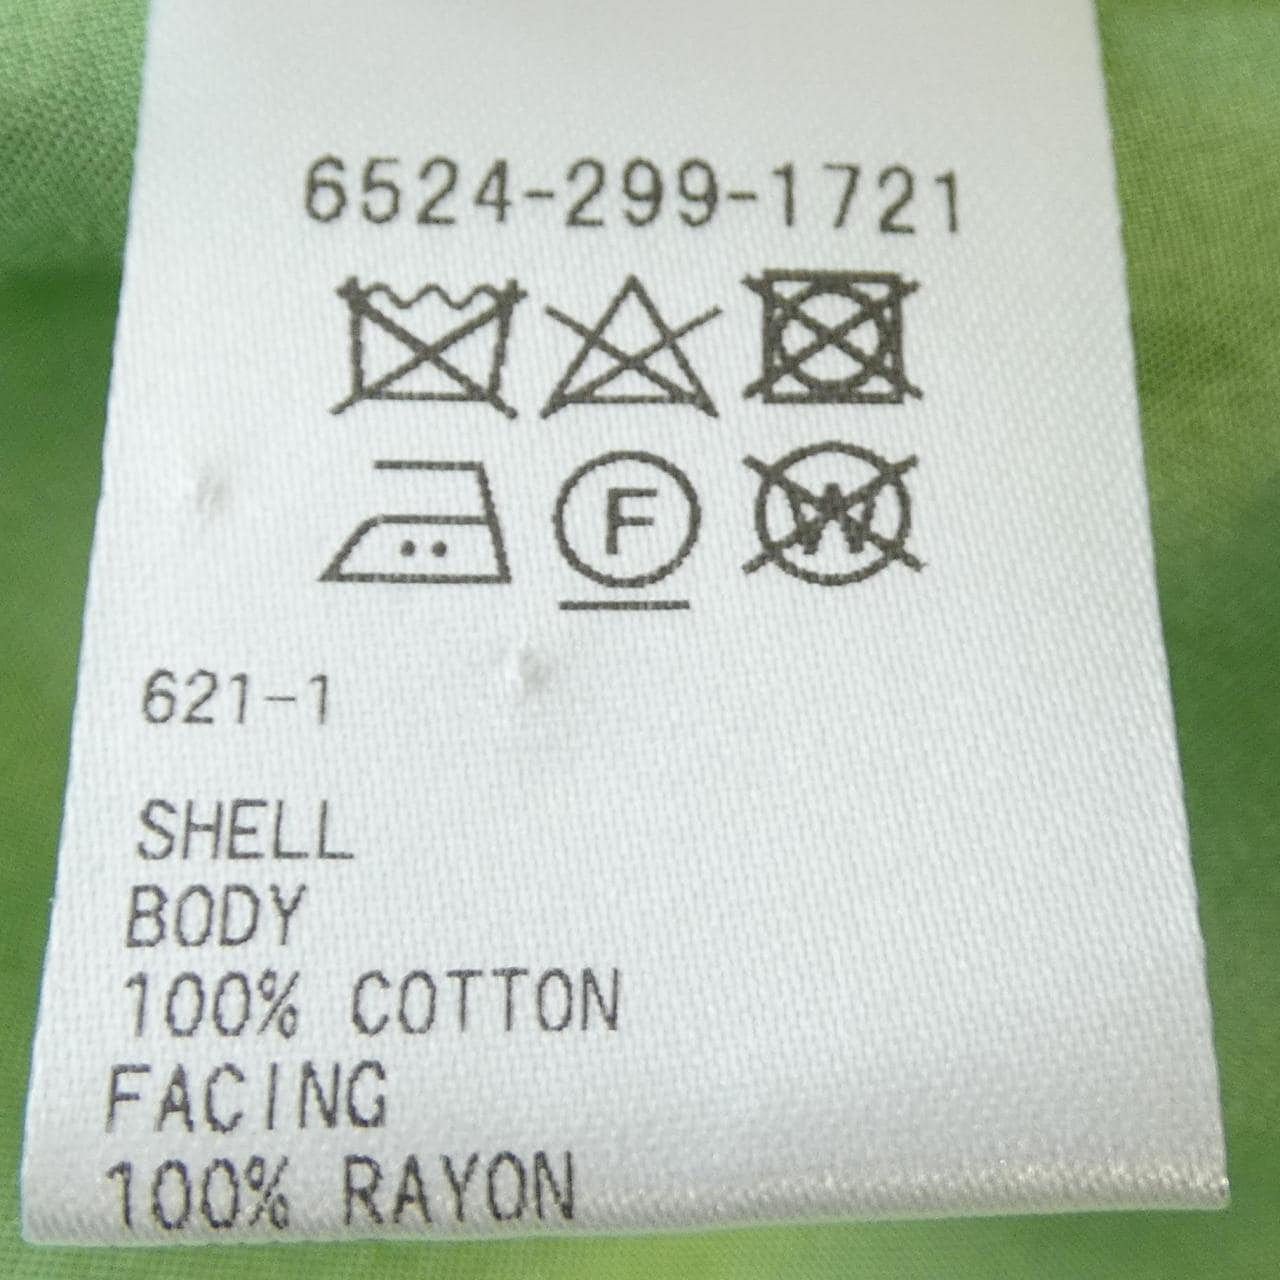 6524-299-1721
F W
621-1
SHELL
BODY
100% COTTON
FACING
100% RAYON